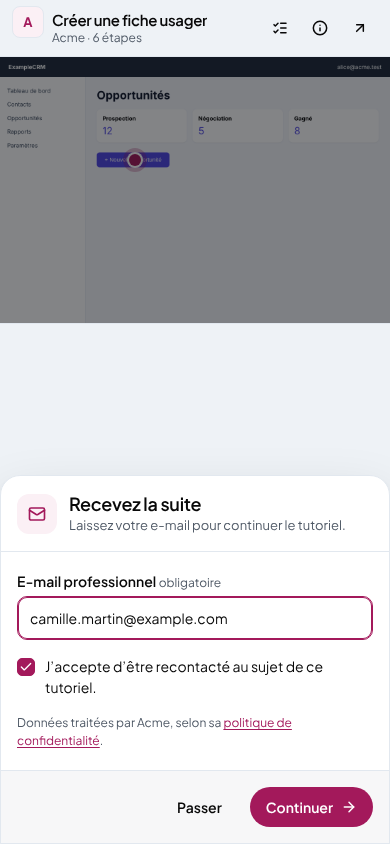 A
Créer une fiche usager
Acme · 6 étapes
ExampleCRM
alice@acme.test
Tableau de bord
Contacts
Opportunités
Rapports
Paramètres
Opportunités
Prospection
12
Négociation
5
Gagné
8
Recevez la suite
Laissez votre e-mail pour continuer le tutoriel.
E-mail professionnel obligatoire
camille.martin@example.com
J’accepte d’être recontacté au sujet de ce
tutoriel.
Données traitées par Acme, selon sa politique de
confidentialité.
Passer
Continuer